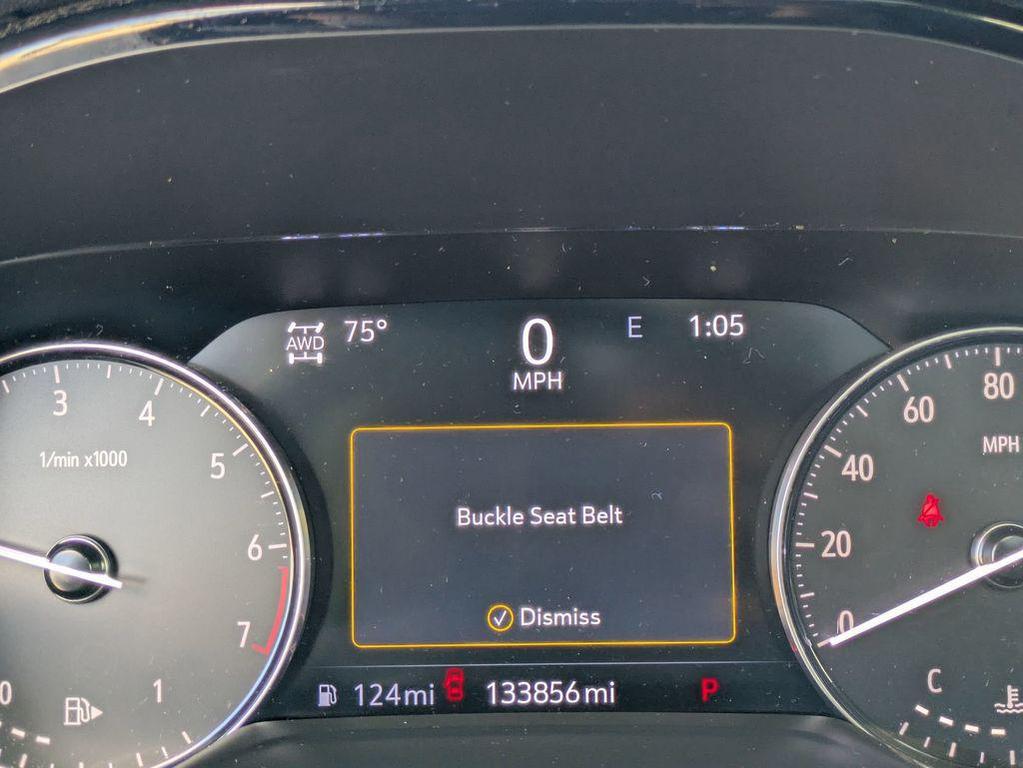 AWD 75° 0 E 1:05
MPH
3 4 5 6 7
1/min x1000
0 1
Buckle Seat Belt
Dismiss
124mi 133856mi P
80
60
MPH
40
20
0
C